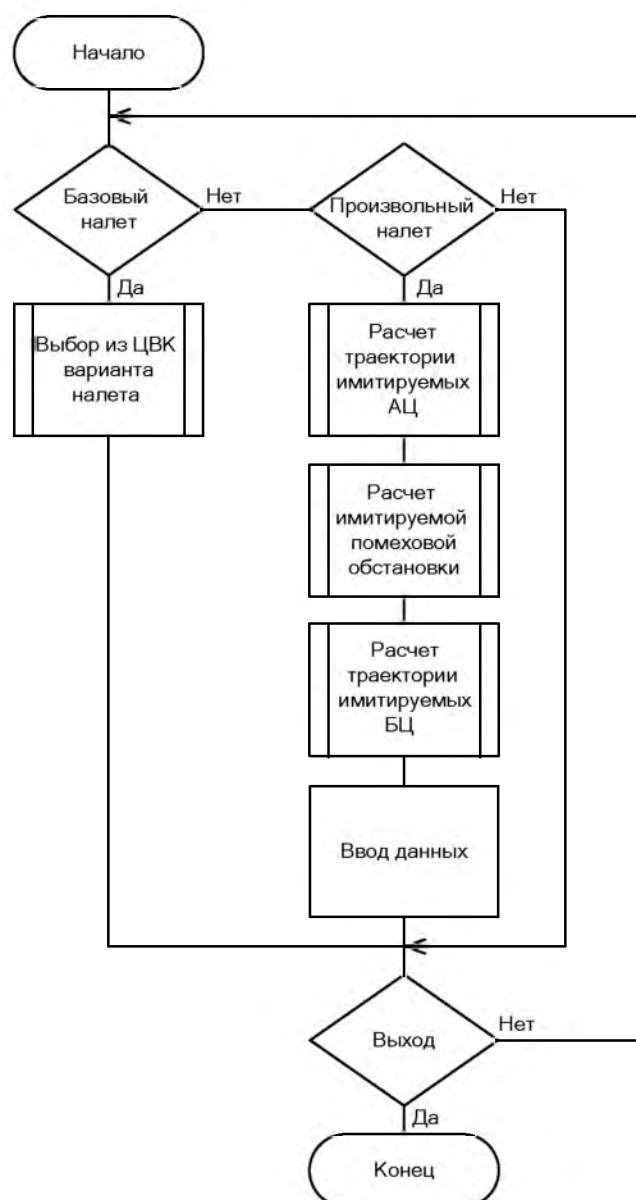 Начало
Базовый
налет
Нет
Произвольный
налет
Нет
Да
Да
Выбор из ЦВК
варианта
налета
Расчет
траектории
имитируемых
АЦ
Расчет
имитируемой
помеховой
обстановки
Расчет
траектории
имитируемых
БЦ
Ввод данных
Выход
Нет
Да
Конец